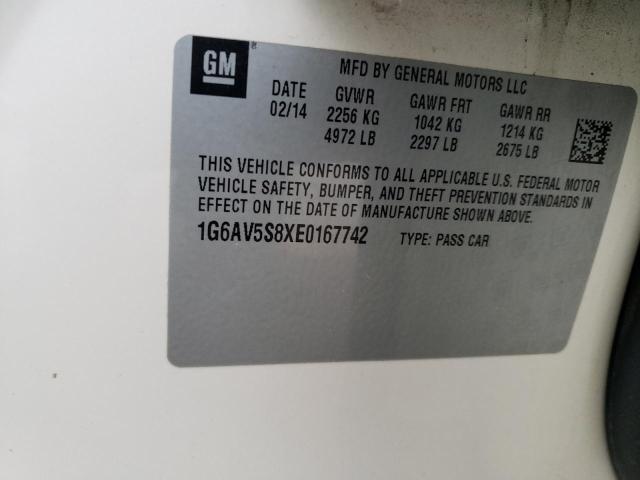 GM
MFD BY GENERAL MOTORS LLC
DATE GVWR GAWR FRT GAWR RR
02/14 2256 KG 1042 KG 1214 KG
4972 LB 2297 LB 2675 LB
THIS VEHICLE CONFORMS TO ALL APPLICABLE U.S. FEDERAL MOTOR
VEHICLE SAFETY, BUMPER, AND THEFT PREVENTION STANDARDS IN
EFFECT ON THE DATE OF MANUFACTURE SHOWN ABOVE.
1G6AV5S8XE0167742 TYPE: PASS CAR